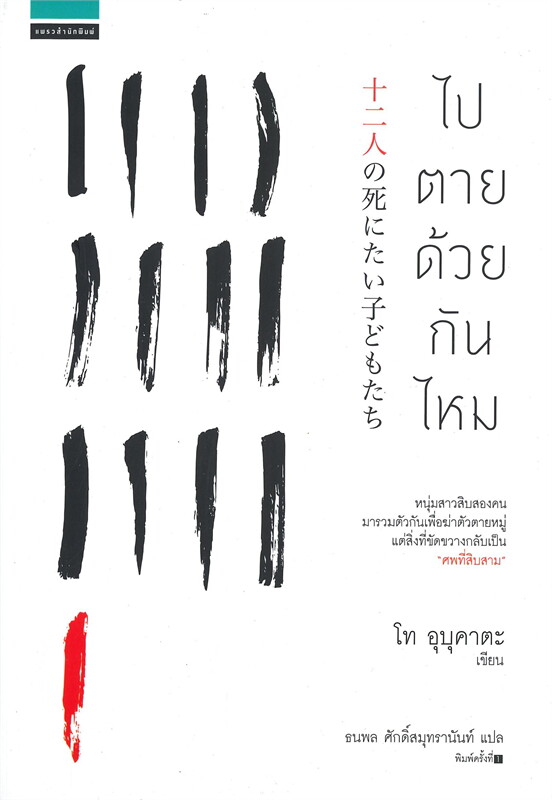 แพรวสำนักพิมพ์
ไป
ตาย
ด้วย
กัน
ไหม
十二人の死にたい子どもたち
หนุ่มสาวสิบสองคน
มารวมตัวกันเพื่อฆ่าตัวตายหมู่
แต่สิ่งที่ขัดขวางกลับเป็น
"ศพที่สิบสาม"
โท อุบุคาตะ
เขียน
ธนพล ศักดิ์สมุทรานันท์ แปล
พิมพ์ครั้งที่ 1